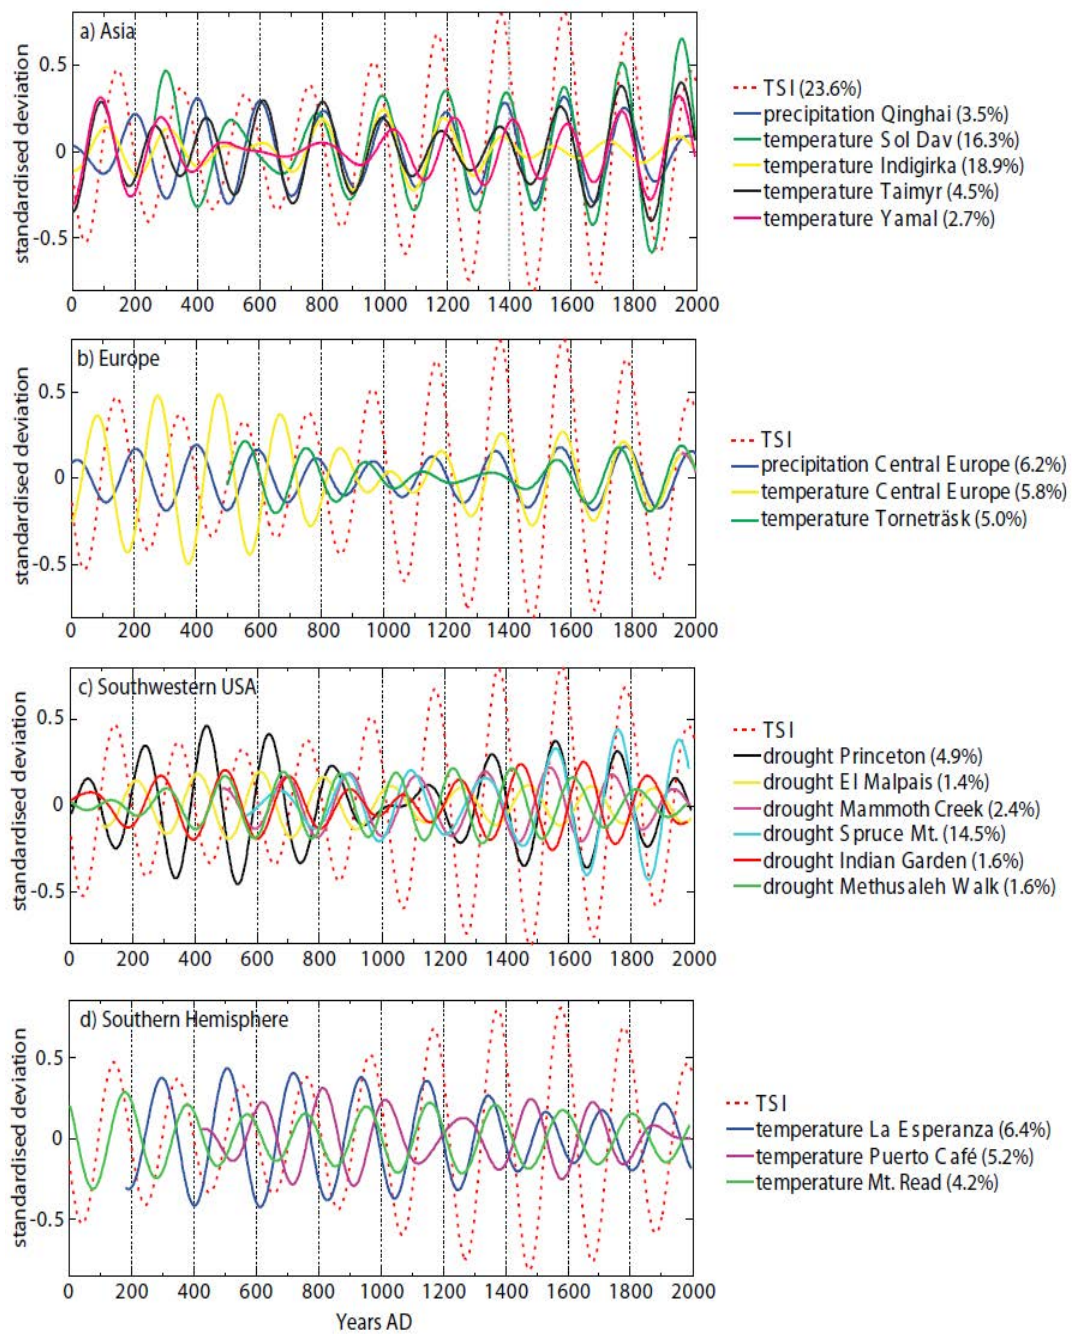 a) Asia
standardised deviation
0.5
0
-0.5
0 200 400 600 800 1000 1200 1400 1600 1800 2000
TSI (23.6%)
precipitation Qinghai (3.5%)
temperature Sol Dav (16.3%)
temperature Indigirka (18.9%)
temperature Taimyr (4.5%)
temperature Yamal (2.7%)
b) Europe
standardised deviation
0.5
0
-0.5
0 200 400 600 800 1000 1200 1400 1600 1800 2000
TSI
precipitation Central Europe (6.2%)
temperature Central Europe (5.8%)
temperature Torneträsk (5.0%)
c) Southwestern USA
standardised deviation
0.5
0
-0.5
0 200 400 600 800 1000 1200 1400 1600 1800 2000
TSI
drought Princeton (4.9%)
drought El Malpais (1.4%)
drought Mammoth Creek (2.4%)
drought Spruce Mt. (14.5%)
drought Indian Garden (1.6%)
drought Methusaleh Walk (1.6%)
d) Southern Hemisphere
standardised deviation
0.5
0
-0.5
0 200 400 600 800 1000 1200 1400 1600 1800 2000
Years AD
TSI
temperature La Esperanza (6.4%)
temperature Puerto Café (5.2%)
temperature Mt. Read (4.2%)